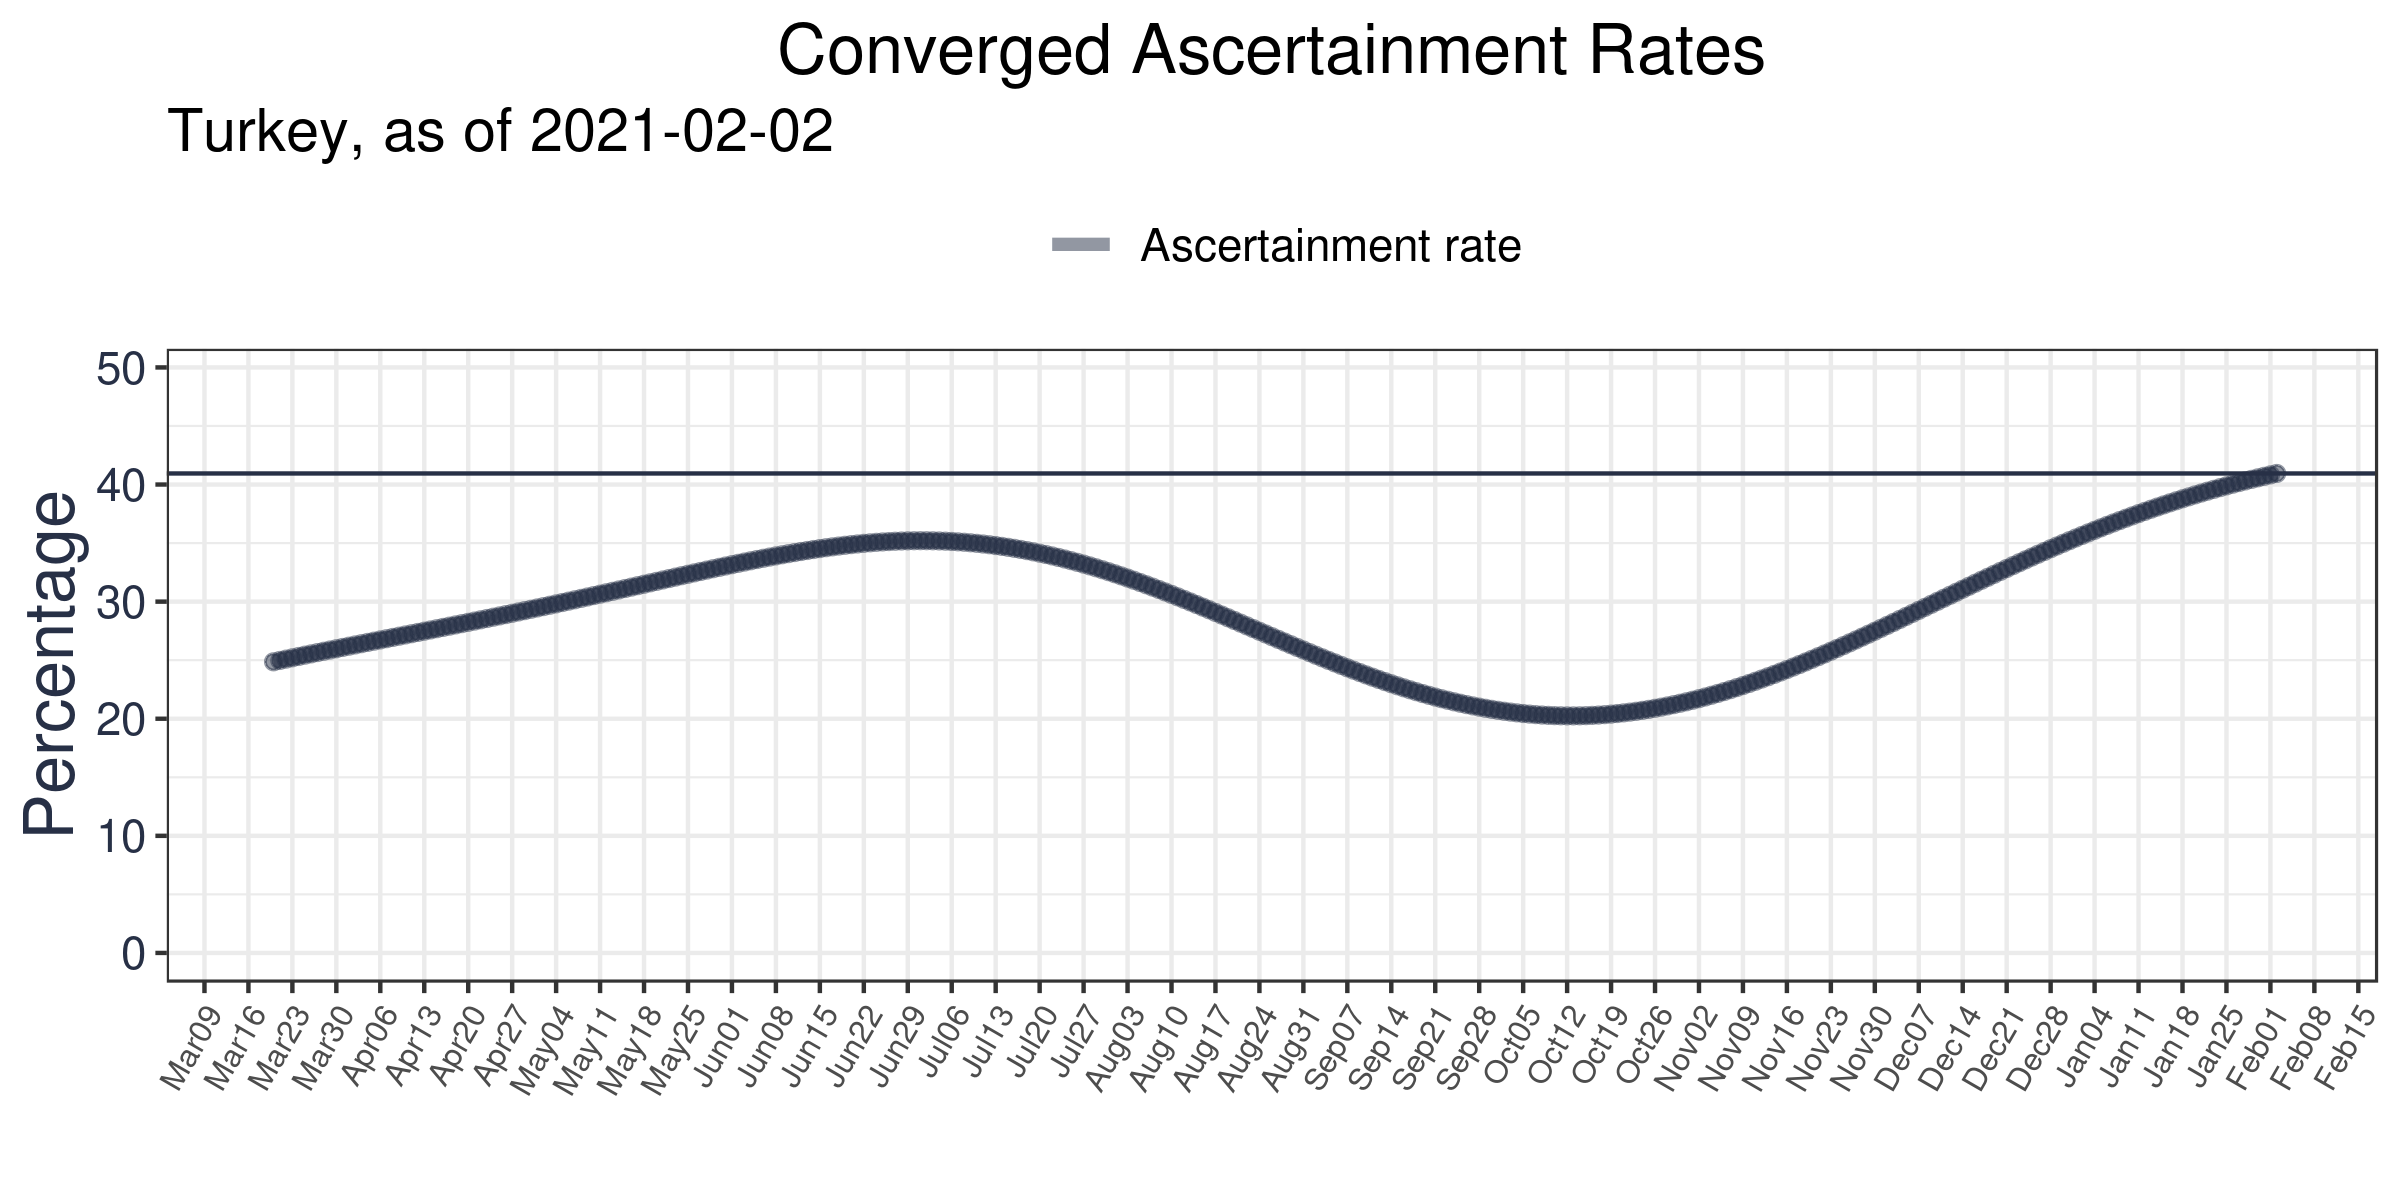 Converged Ascertainment Rates
Turkey, as of 2021-02-02
Ascertainment rate
Percentage
50
40
30
20
10
0
Mar09 Mar16 Mar23 Mar30 Apr06 Apr13 Apr20 Apr27 May04 May11 May18 May25 Jun01 Jun08 Jun15 Jun22 Jun29 Jul06 Jul13 Jul20 Jul27 Aug03 Aug10 Aug17 Aug24 Aug31 Sep07 Sep14 Sep21 Sep28 Oct05 Oct12 Oct19 Oct26 Nov02 Nov09 Nov16 Nov23 Nov30 Dec07 Dec14 Dec21 Dec28 Jan04 Jan11 Jan18 Jan25 Feb01 Feb08 Feb15